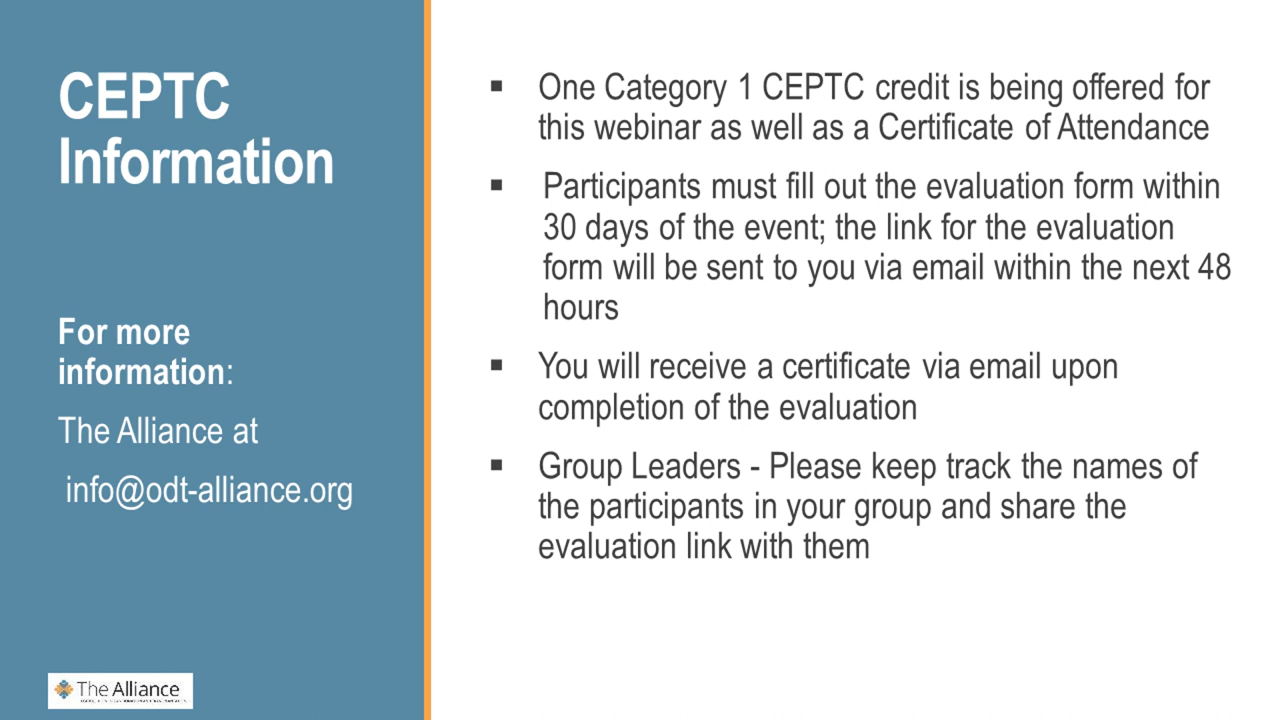 CEPTC
Information
For more
information:
The Alliance at
info@odt-alliance.org
▪ One Category 1 CEPTC credit is being offered for
this webinar as well as a Certificate of Attendance
▪ Participants must fill out the evaluation form within
30 days of the event; the link for the evaluation
form will be sent to you via email within the next 48
hours
▪ You will receive a certificate via email upon
completion of the evaluation
▪ Group Leaders - Please keep track the names of
the participants in your group and share the
evaluation link with them
The Alliance